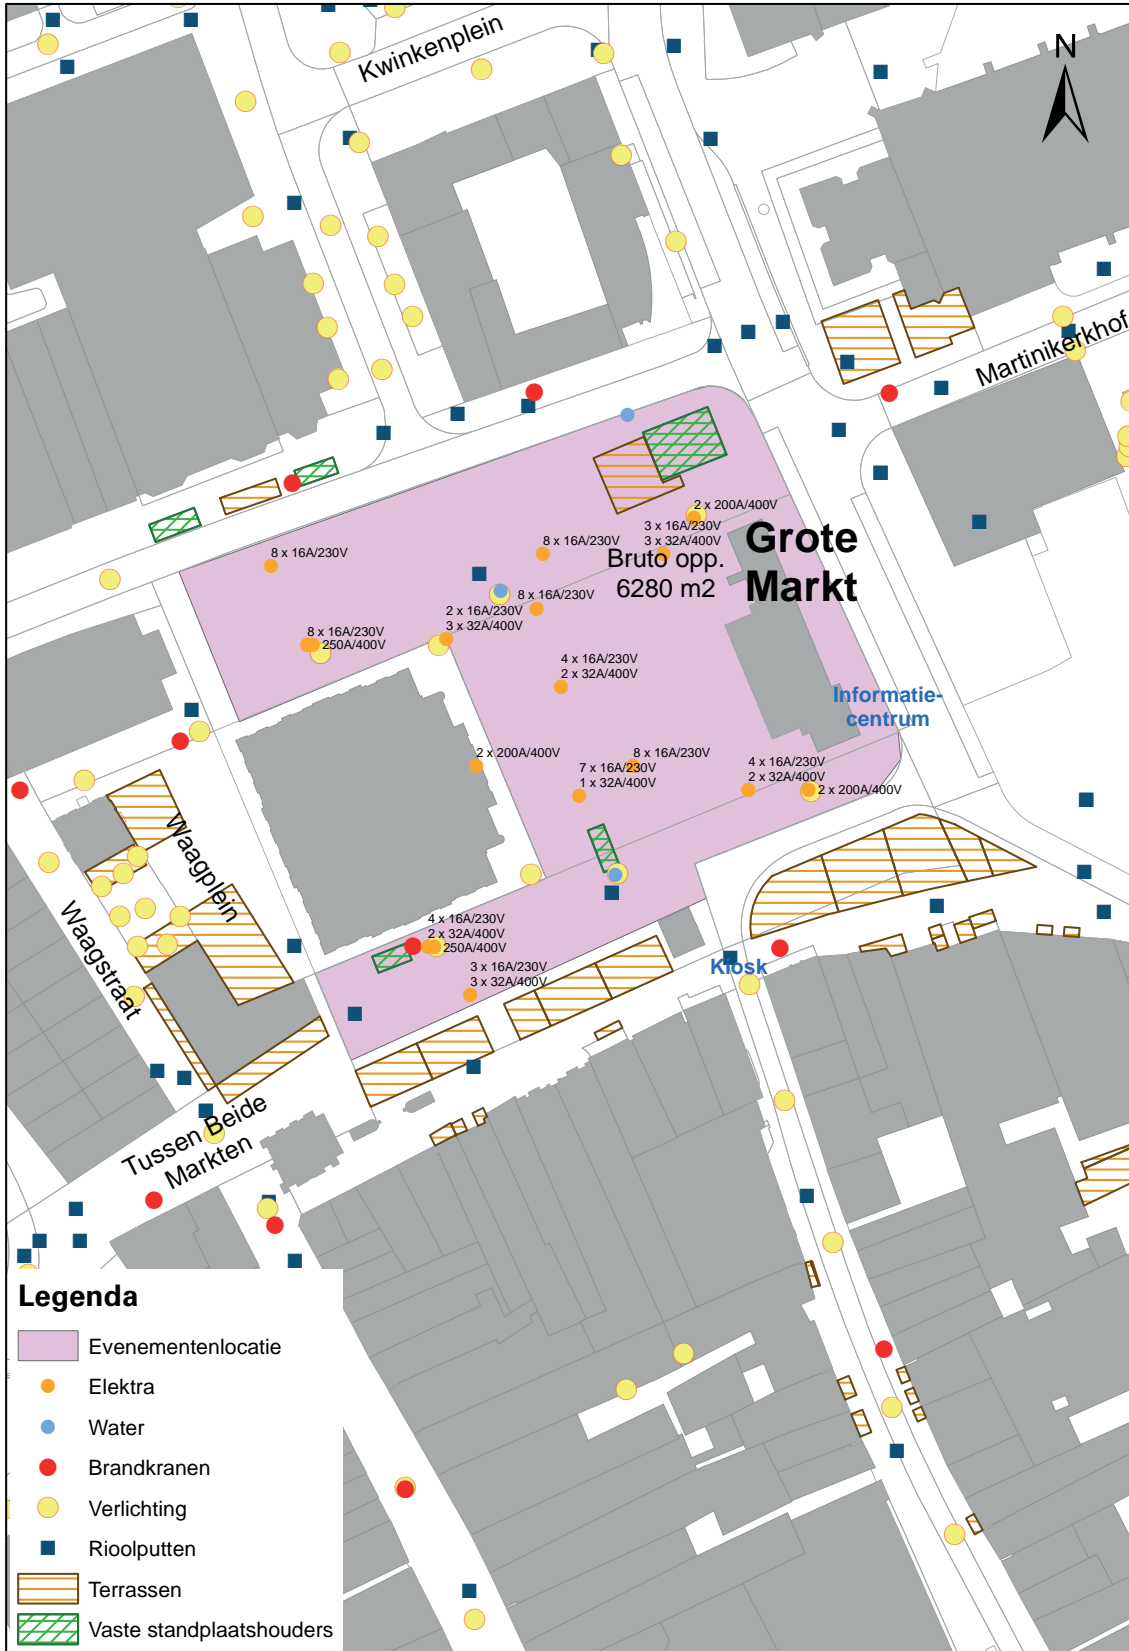 Kwinkenplein
N
Martinikerkhof
2 x 200A/400V
3 x 16A/230V
3 x 32A/400V
Grote
Markt
Bruto opp.
6280 m2
8 x 16A/230V
8 x 16A/230V
8 x 16A/230V
2 x 16A/230V
3 x 32A/400V
8 x 16A/230V
250A/400V
4 x 16A/230V
2 x 32A/400V
Informatie-
centrum
2 x 200A/400V
8 x 16A/230V
7 x 16A/230V
1 x 32A/400V
4 x 16A/230V
2 x 32A/400V
2 x 200A/400V
Waagplein
Waagstraat
4 x 16A/230V
2 x 32A/400V
250A/400V
3 x 16A/230V
3 x 32A/400V
Kiosk
Tussen Beide
Markten
Legenda
Evenementenlocatie
Elektra
Water
Brandkranen
Verlichting
Rioolputten
Terrassen
Vaste standplaatshouders